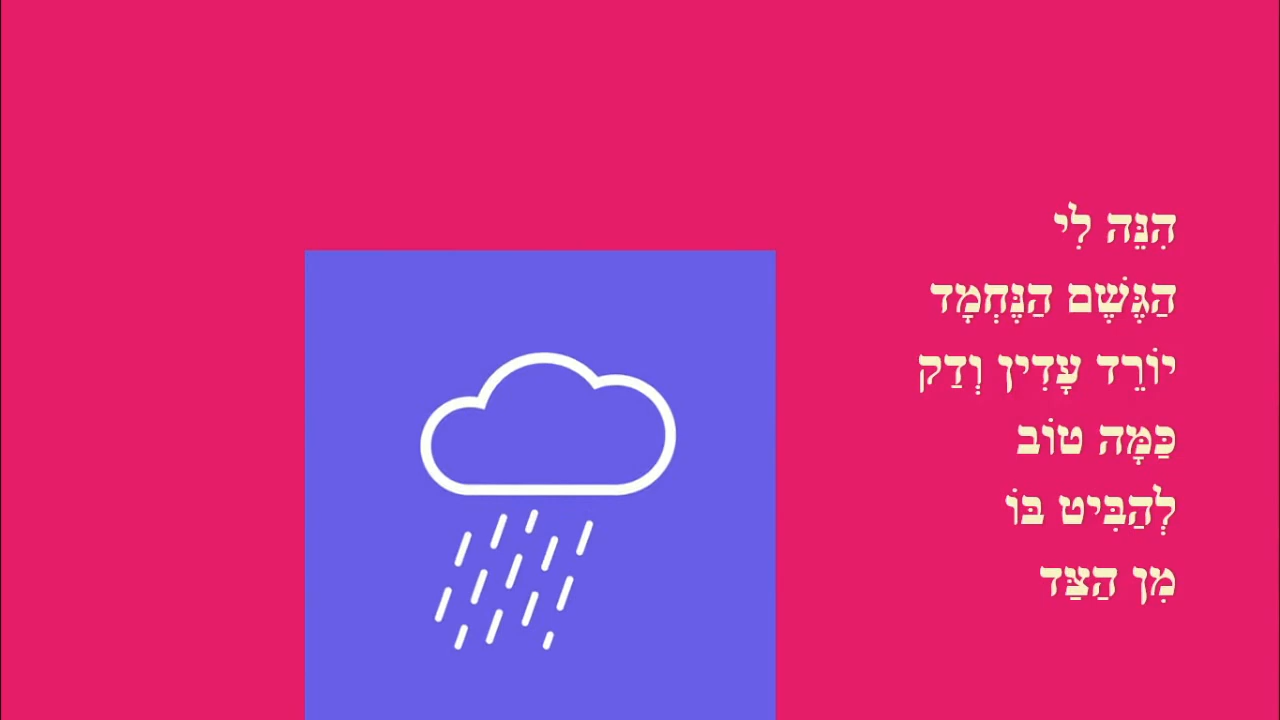 הִנֵּה לִי
הַגֶּשֶׁם הַנֶּחְמָד
יוֹרֵד עָדִין וְדַק
כַּמָּה טוֹב
לְהַבִּיט בּוֹ
מִן הַצַּד